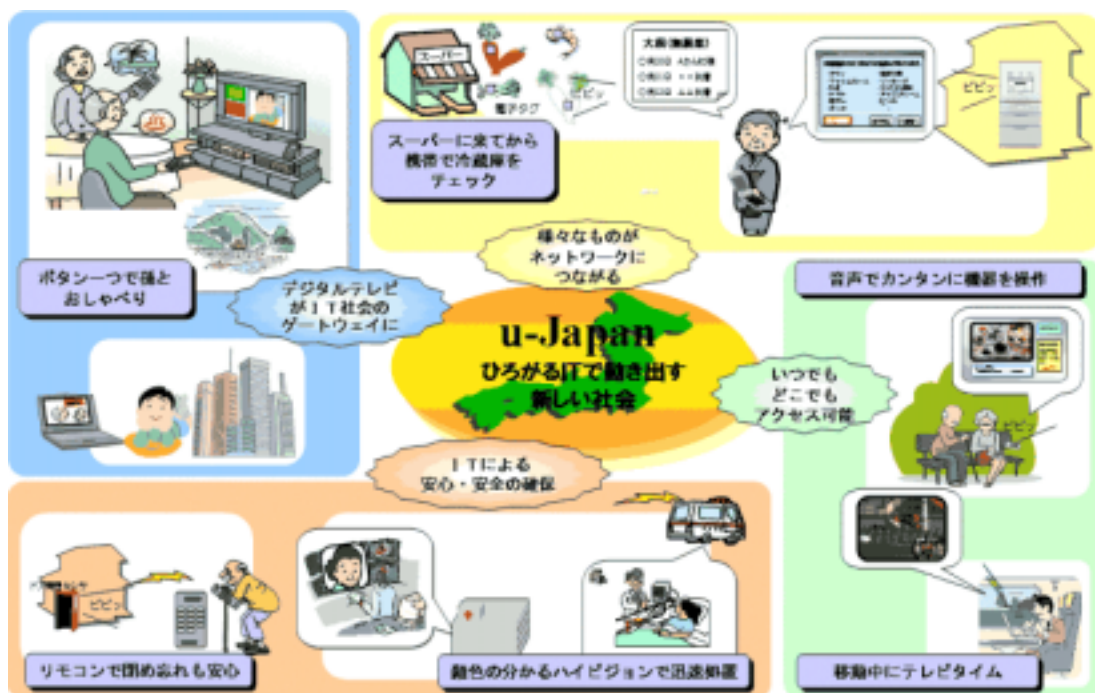 スーパー
電子タグ
ピピッ
スーパーに来てから
携帯で冷蔵庫を
チェック
ピピッ
ボタン一つで孫と
おしゃべり
デジタルテレビ
がIT社会の
ゲートウェイに
様々なものが
ネットワークに
つながる
u-Japan
ひろがるITで動き出す
新しい社会
音声でカンタンに機器を操作
いつでも
どこでも
アクセス可能
ピピッ
ITによる
安心・安全の確保
ピピッ
リモコンで閉め忘れも安心
顔色の分かるハイビジョンで迅速処置
移動中にテレビタイム